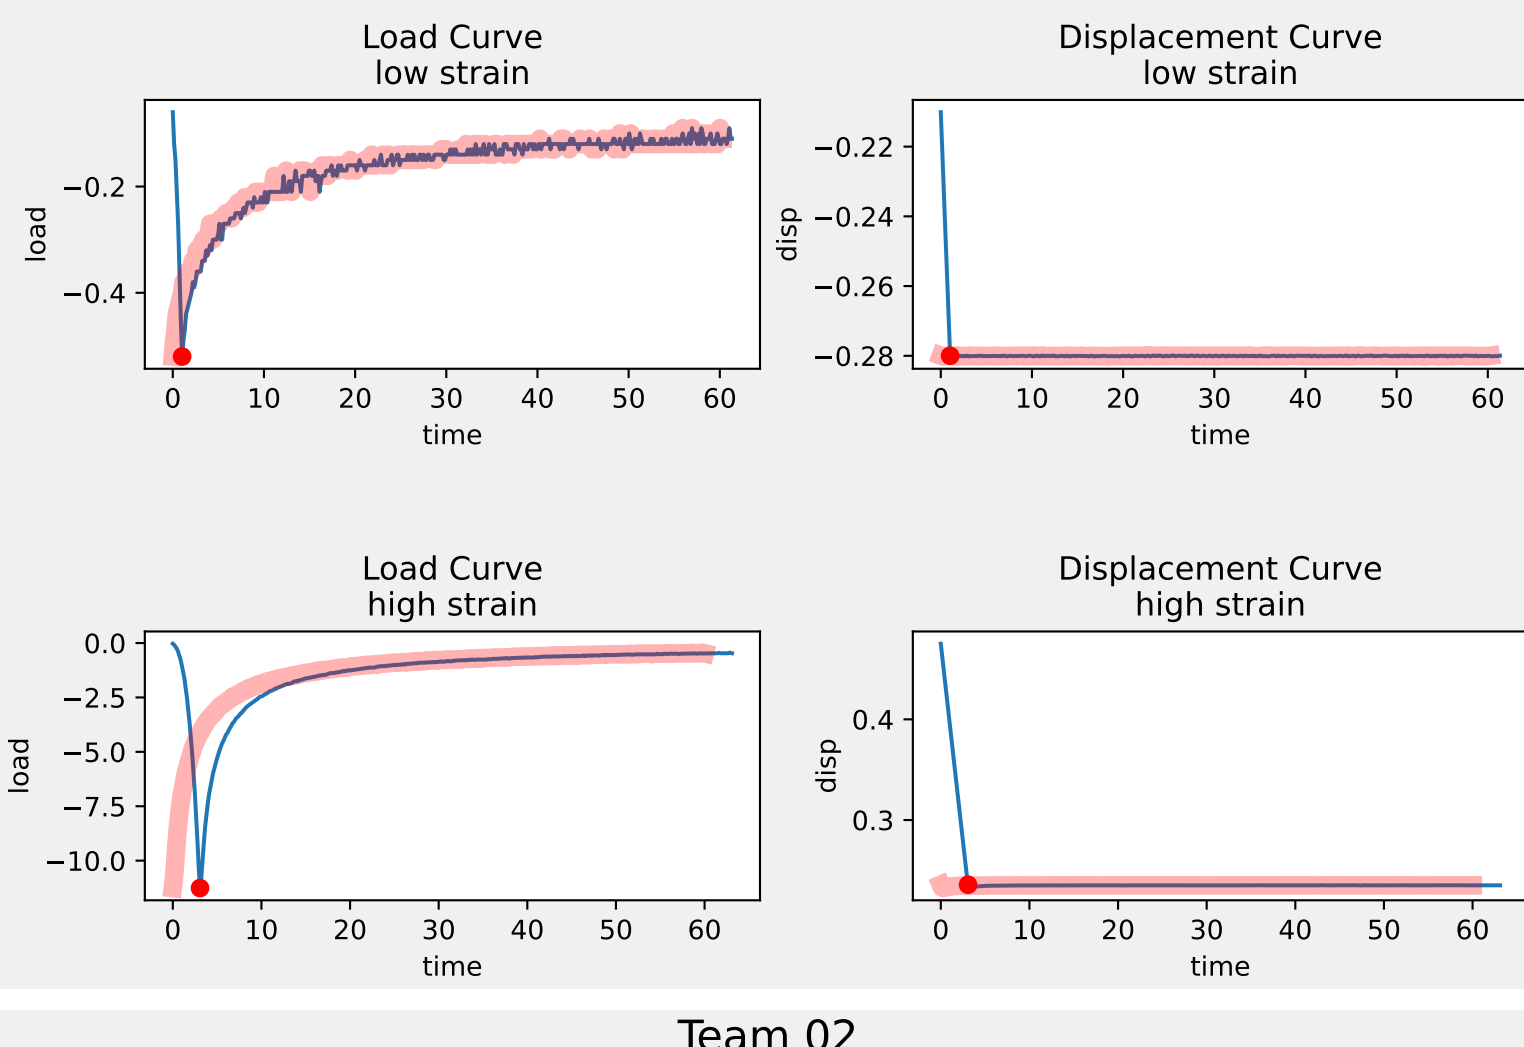 Load Curve
low strain
load
−0.2
−0.4
0 10 20 30 40 50 60
time
Displacement Curve
low strain
disp
−0.22
−0.24
−0.26
−0.28
0 10 20 30 40 50 60
time
Load Curve
high strain
load
0.0
−2.5
−5.0
−7.5
−10.0
0 10 20 30 40 50 60
time
Displacement Curve
high strain
disp
0.4
0.3
0 10 20 30 40 50 60
time
Team 02